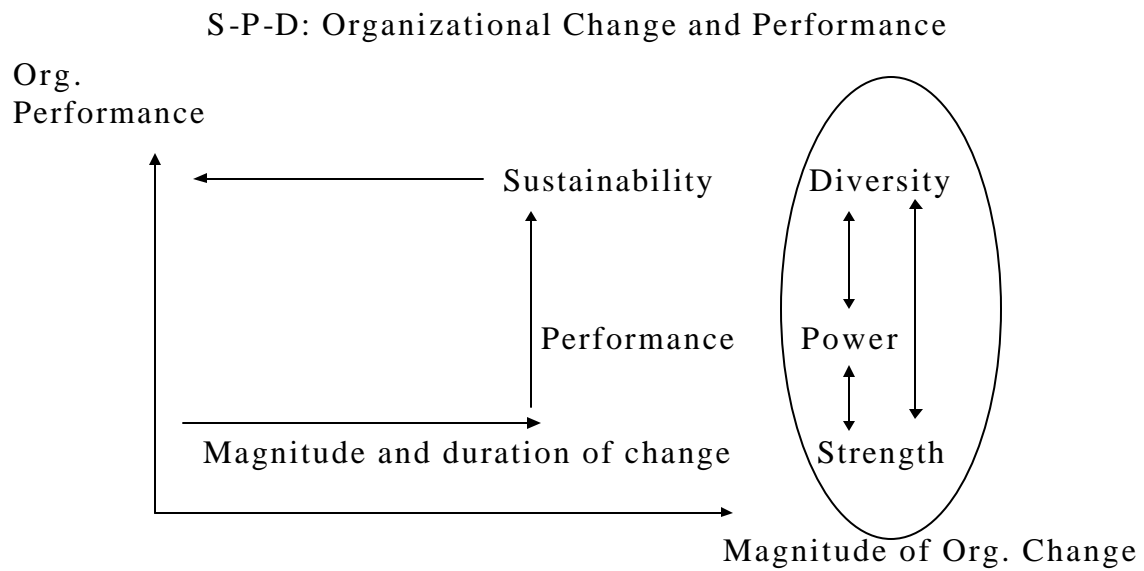 S-P-D: Organizational Change and Performance
Org.
Performance
Sustainability
Diversity
Performance
Power
Magnitude and duration of change
Strength
Magnitude of Org. Change